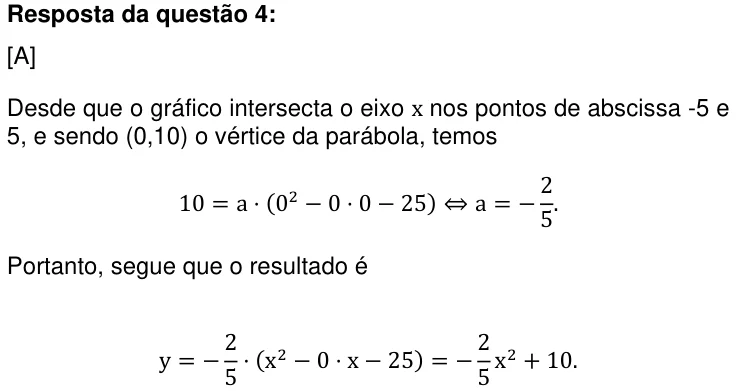 Resposta da questão 4:
[A]
Desde que o gráfico intersecta o eixo x nos pontos de abscissa -5 e
5, e sendo (0,10) o vértice da parábola, temos
10 = a · (0² − 0 · 0 − 25) ⇔ a = −2/5.
Portanto, segue que o resultado é
y = −2/5 · (x² − 0 · x − 25) = −2/5x² + 10.